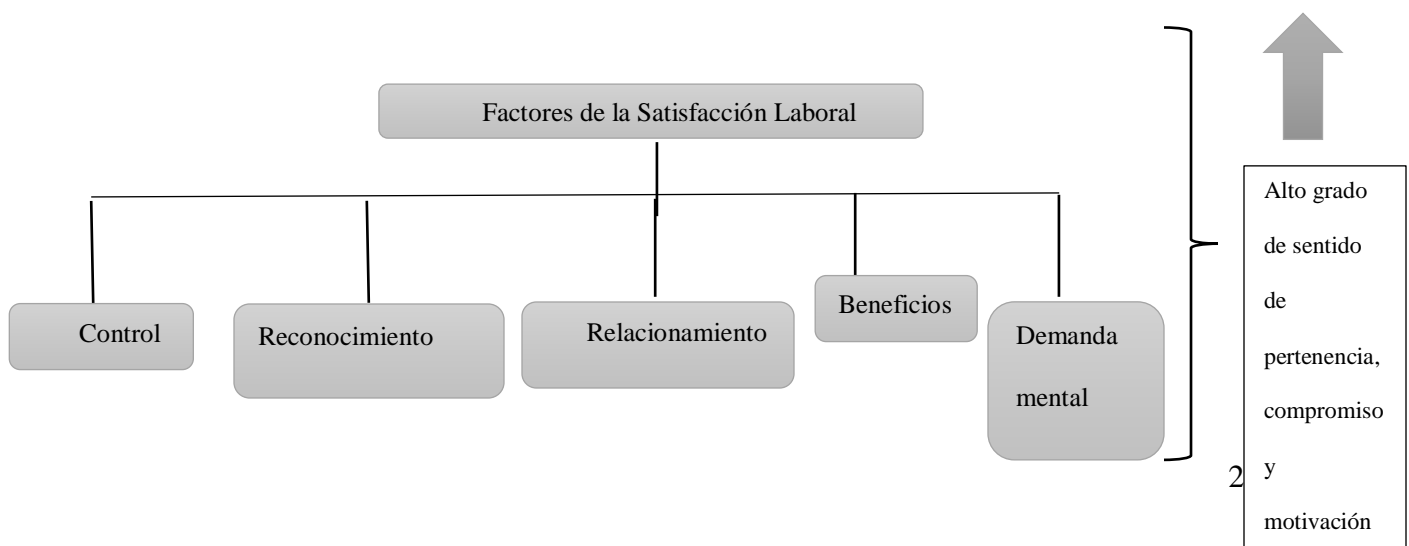 Factores de la Satisfacción Laboral
Control
Reconocimiento
Relacionamiento
Beneficios
Demanda
mental
Alto grado
de sentido
de
pertenencia,
compromiso
y
motivación
2